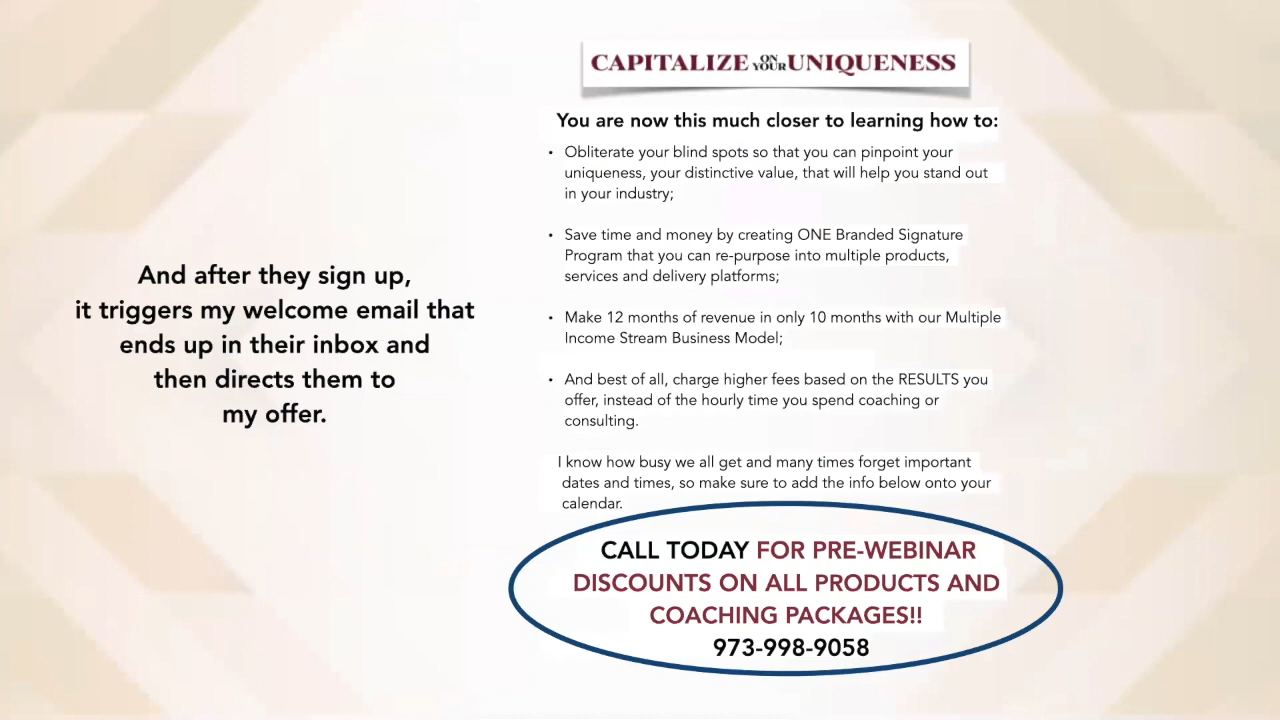 And after they sign up,
it triggers my welcome email that
ends up in their inbox and
then directs them to
my offer.
CAPITALIZE ON YOUR UNIQUENESS
You are now this much closer to learning how to:
• Obliterate your blind spots so that you can pinpoint your
uniqueness, your distinctive value, that will help you stand out
in your industry;
• Save time and money by creating ONE Branded Signature
Program that you can re-purpose into multiple products,
services and delivery platforms;
• Make 12 months of revenue in only 10 months with our Multiple
Income Stream Business Model;
• And best of all, charge higher fees based on the RESULTS you
offer, instead of the hourly time you spend coaching or
consulting.
I know how busy we all get and many times forget important
dates and times, so make sure to add the info below onto your
calendar.
CALL TODAY FOR PRE-WEBINAR
DISCOUNTS ON ALL PRODUCTS AND
COACHING PACKAGES!!
973-998-9058